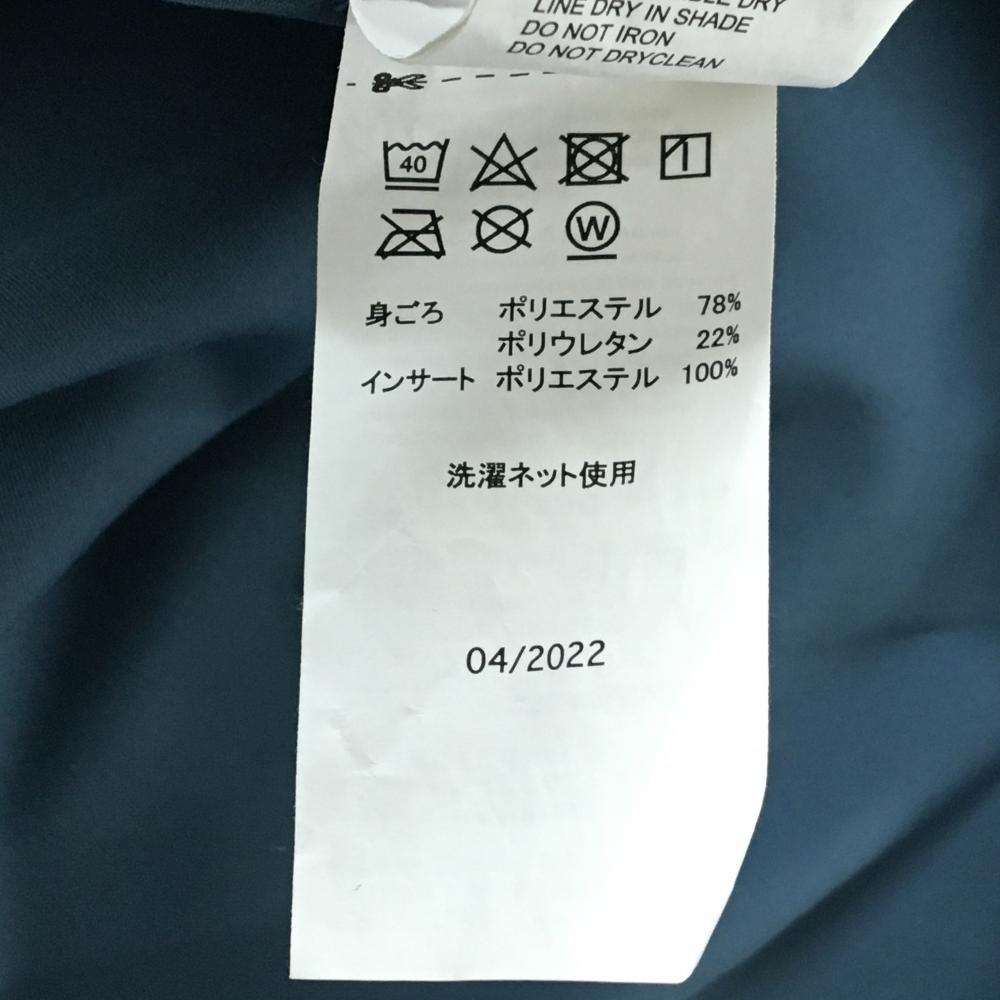 DRY
LINE DRY IN SHADE
DO NOT IRON
DO NOT DRYCLEAN
40
W
身ごろ ポリエステル 78%
ポリウレタン 22%
インサート ポリエステル 100%
洗濯ネット使用
04/2022